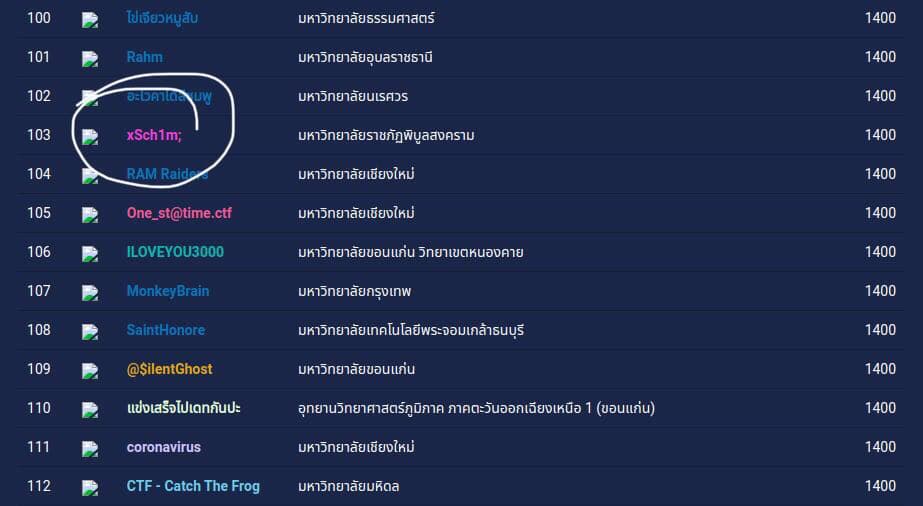 100 ไข่เจียวหมูสับ มหาวิทยาลัยธรรมศาสตร์ 1400
101 Rahm มหาวิทยาลัยอุบลราชธานี 1400
102 อะโวคาโด้ชมพู มหาวิทยาลัยนเรศวร 1400
103 xSch1m; มหาวิทยาลัยราชภัฏพิบูลสงคราม 1400
104 RAM Raiders มหาวิทยาลัยเชียงใหม่ 1400
105 One_st@time.ctf มหาวิทยาลัยเชียงใหม่ 1400
106 ILOVEYOU3000 มหาวิทยาลัยขอนแก่น วิทยาเขตหนองคาย 1400
107 MonkeyBrain มหาวิทยาลัยกรุงเทพ 1400
108 SaintHonore มหาวิทยาลัยเทคโนโลยีพระจอมเกล้าธนบุรี 1400
109 @$ilentGhost มหาวิทยาลัยขอนแก่น 1400
110 แข่งเสร็จไปเดทกันปะ อุทยานวิทยาศาสตร์ภูมิภาค ภาคตะวันออกเฉียงเหนือ 1 (ขอนแก่น) 1400
111 coronavirus มหาวิทยาลัยเชียงใหม่ 1400
112 CTF - Catch The Frog มหาวิทยาลัยมหิดล 1400